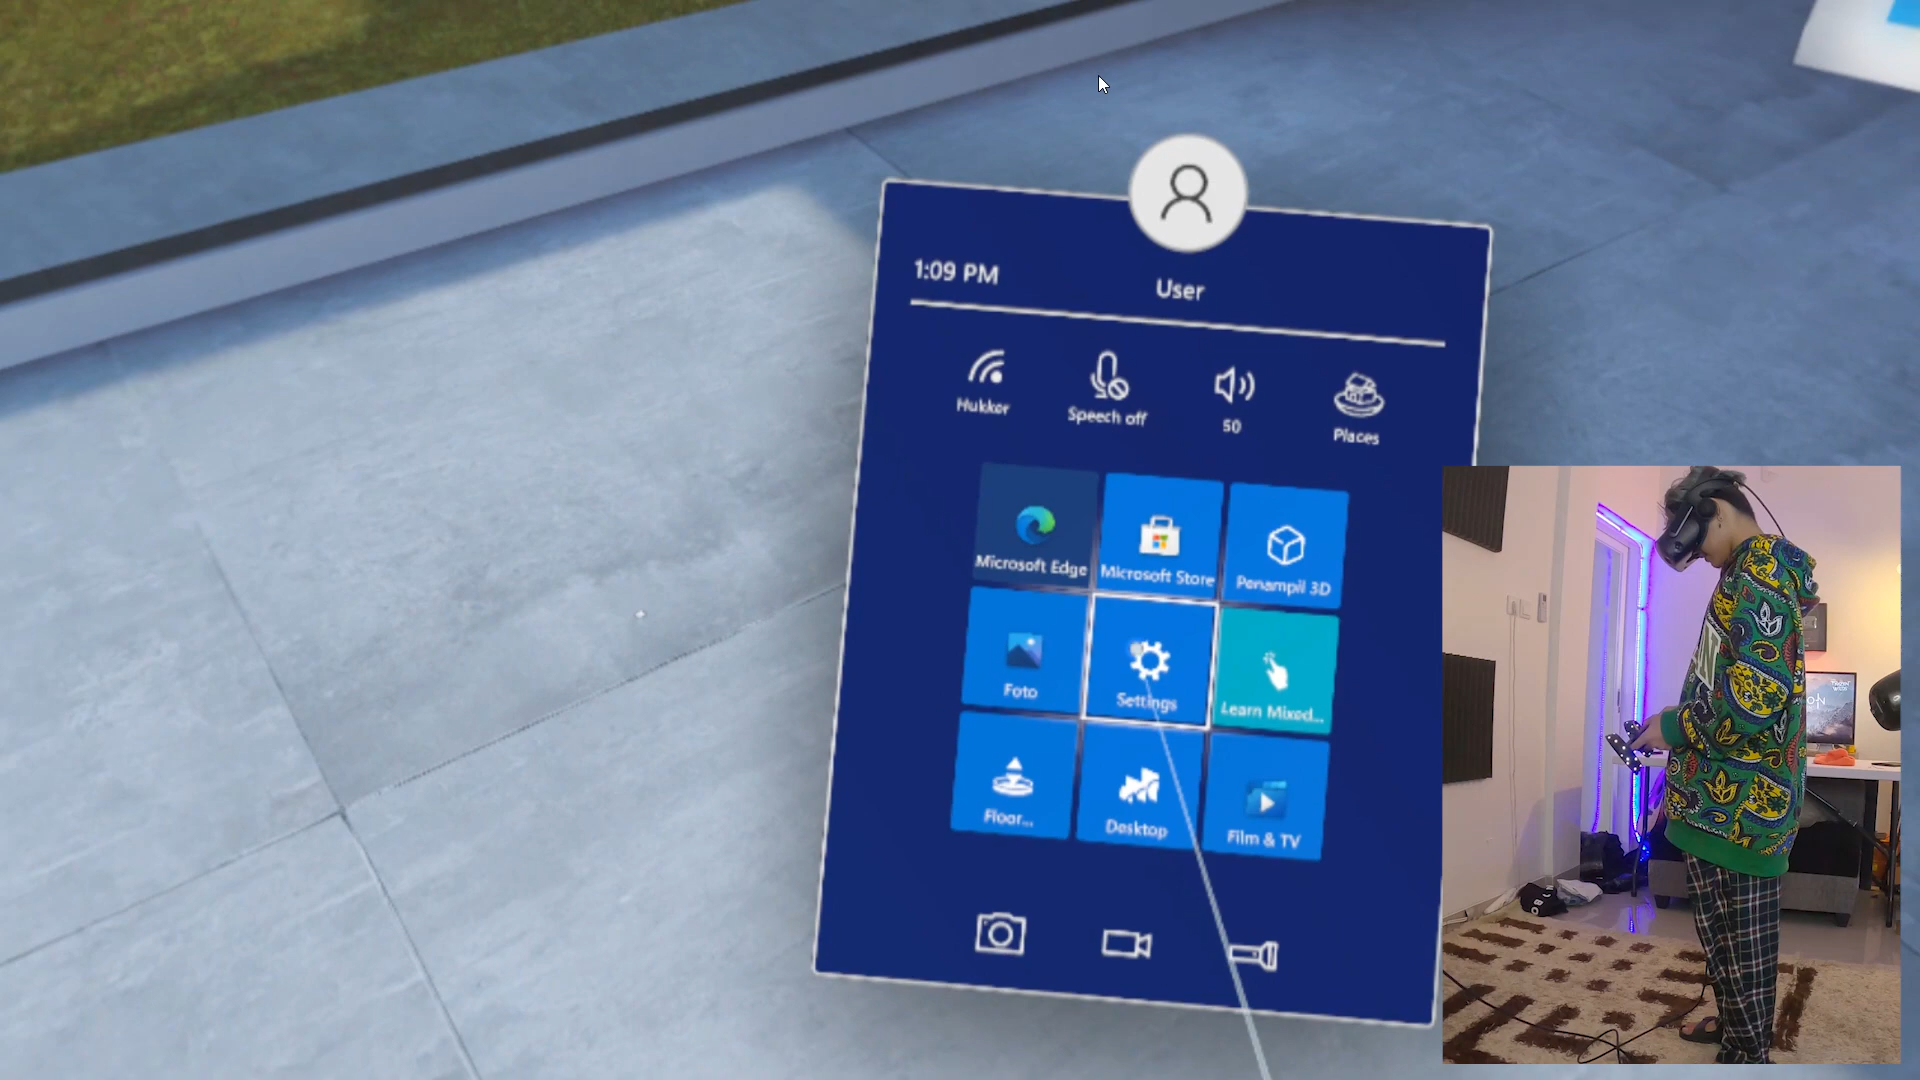 1:09 PM
User
Hukker
Speech off
50
Places
Microsoft Edge
Microsoft Store
Penampil 3D
Foto
Settings
Learn Mixed...
Floor...
Desktop
Film & TV